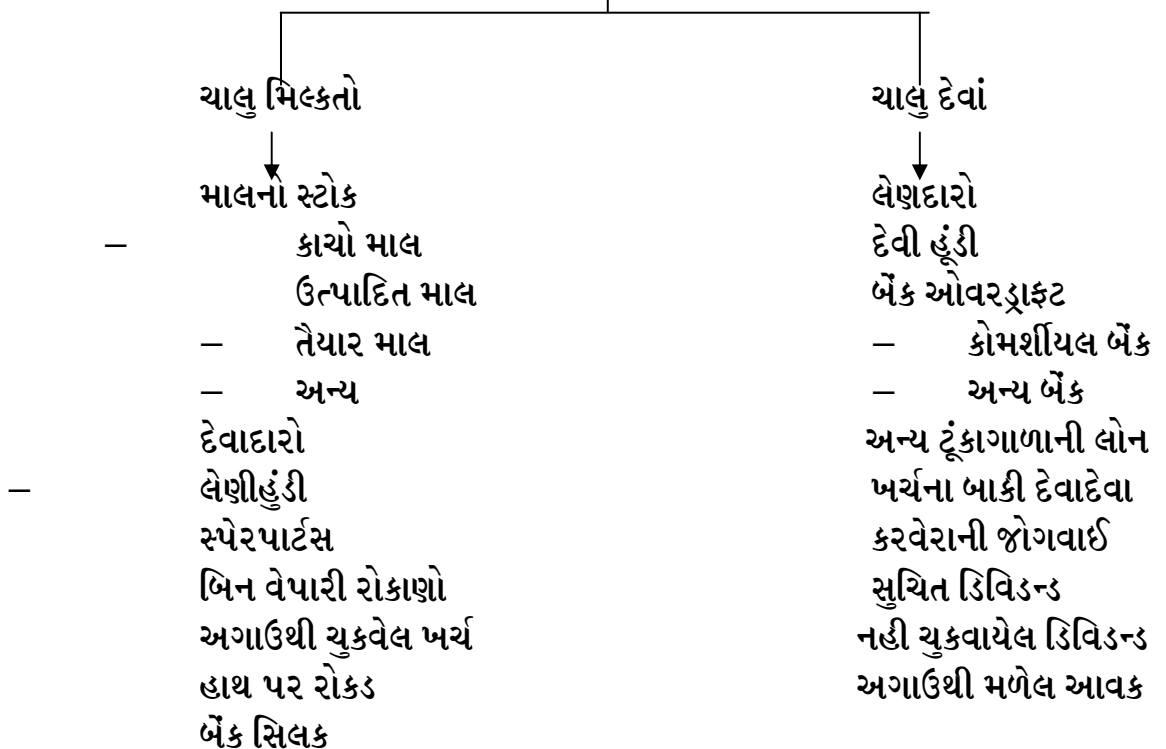 ચાલુ મિલ્કતો
માલનો સ્ટોક
– કાચો માલ
ઉત્પાદિત માલ
– તૈયાર માલ
– અન્ય
દેવાદારો
– લેણીહુંડી
સ્પેરપાર્ટસ
બિન વેપારી રોકાણો
અગાઉથી ચુકવેલ ખર્ચ
હાથ પર રોકડ
બેંક સિલક
ચાલુ દેવાં
લેણદારો
દેવી હૂંડી
બેંક ઓવરડ્રાફટ
– કોમર્શીયલ બેંક
– અન્ય બેંક
અન્ય ટૂંકાગાળાની લોન
ખર્ચના બાકી દેવાદેવા
કરવેરાની જોગવાઈ
સુચિત ડિવિડન્ડ
નહી ચુકવાયેલ ડિવિડન્ડ
અગાઉથી મળેલ આવક